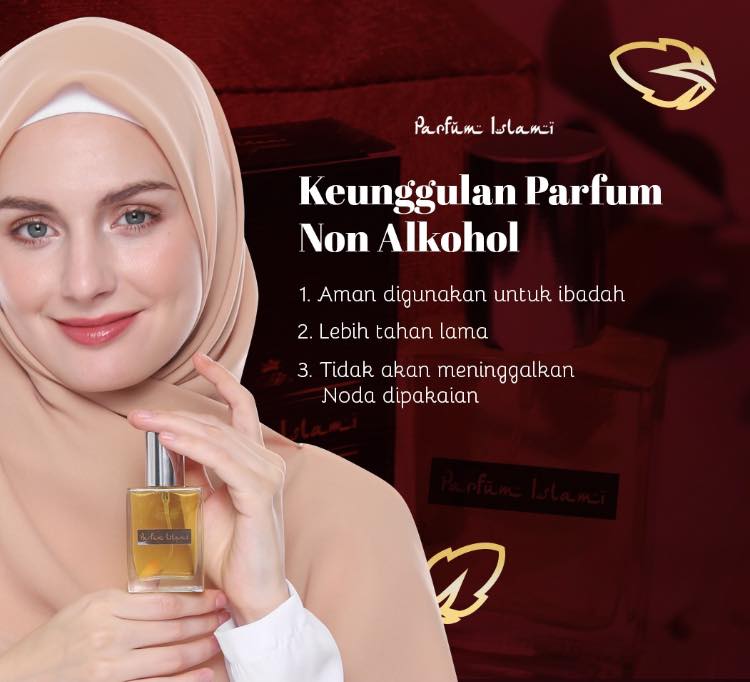 Parfum Islami
Keunggulan Parfum
Non Alkohol
1. Aman digunakan untuk ibadah
2. Lebih tahan lama
3. Tidak akan meninggalkan
Noda dipakaian
Islami
Parfum Islami
Parfum Islami